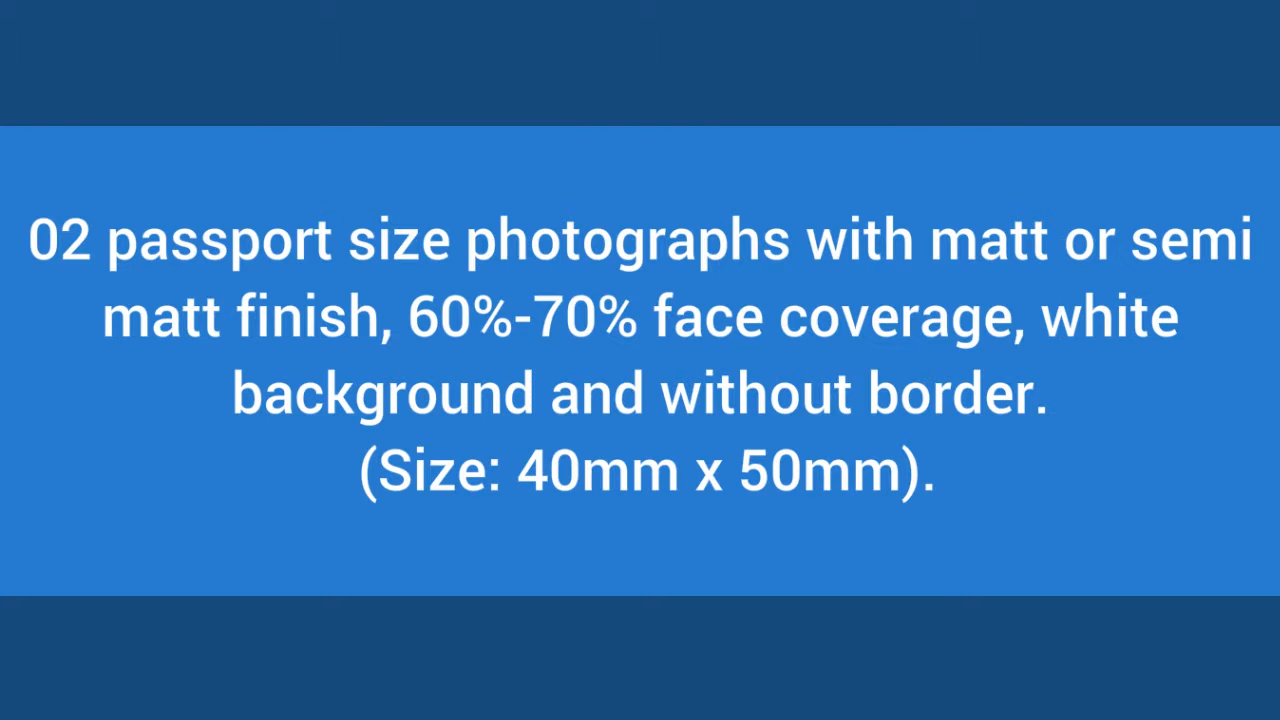 02 passport size photographs with matt or semi
matt finish, 60%-70% face coverage, white
background and without border.
(Size: 40mm x 50mm).